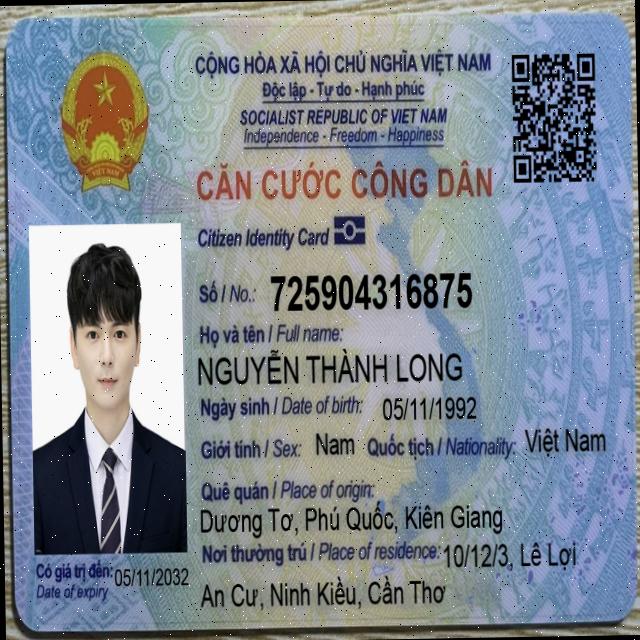 CỘNG HÒA XÃ HỘI CHỦ NGHĨA VIỆT NAM
Độc lập - Tự do - Hạnh phúc
SOCIALIST REPUBLIC OF VIET NAM
Independence - Freedom - Happiness
CĂN CƯỚC CÔNG DÂN
Citizen Identity Card
Số / No.: 725904316875
Họ và tên / Full name:
NGUYỄN THÀNH LONG
Ngày sinh / Date of birth: 05/11/1992
Giới tính / Sex: Nam Quốc tịch / Nationality: Việt Nam
Quê quán / Place of origin:
Dương Tơ, Phú Quốc, Kiên Giang
Nơi thường trú / Place of residence: 10/12/3, Lê Lợi
An Cư, Ninh Kiều, Cần Thơ
Có giá trị đến: 05/11/2032
Date of expiry
VIỆT NAM